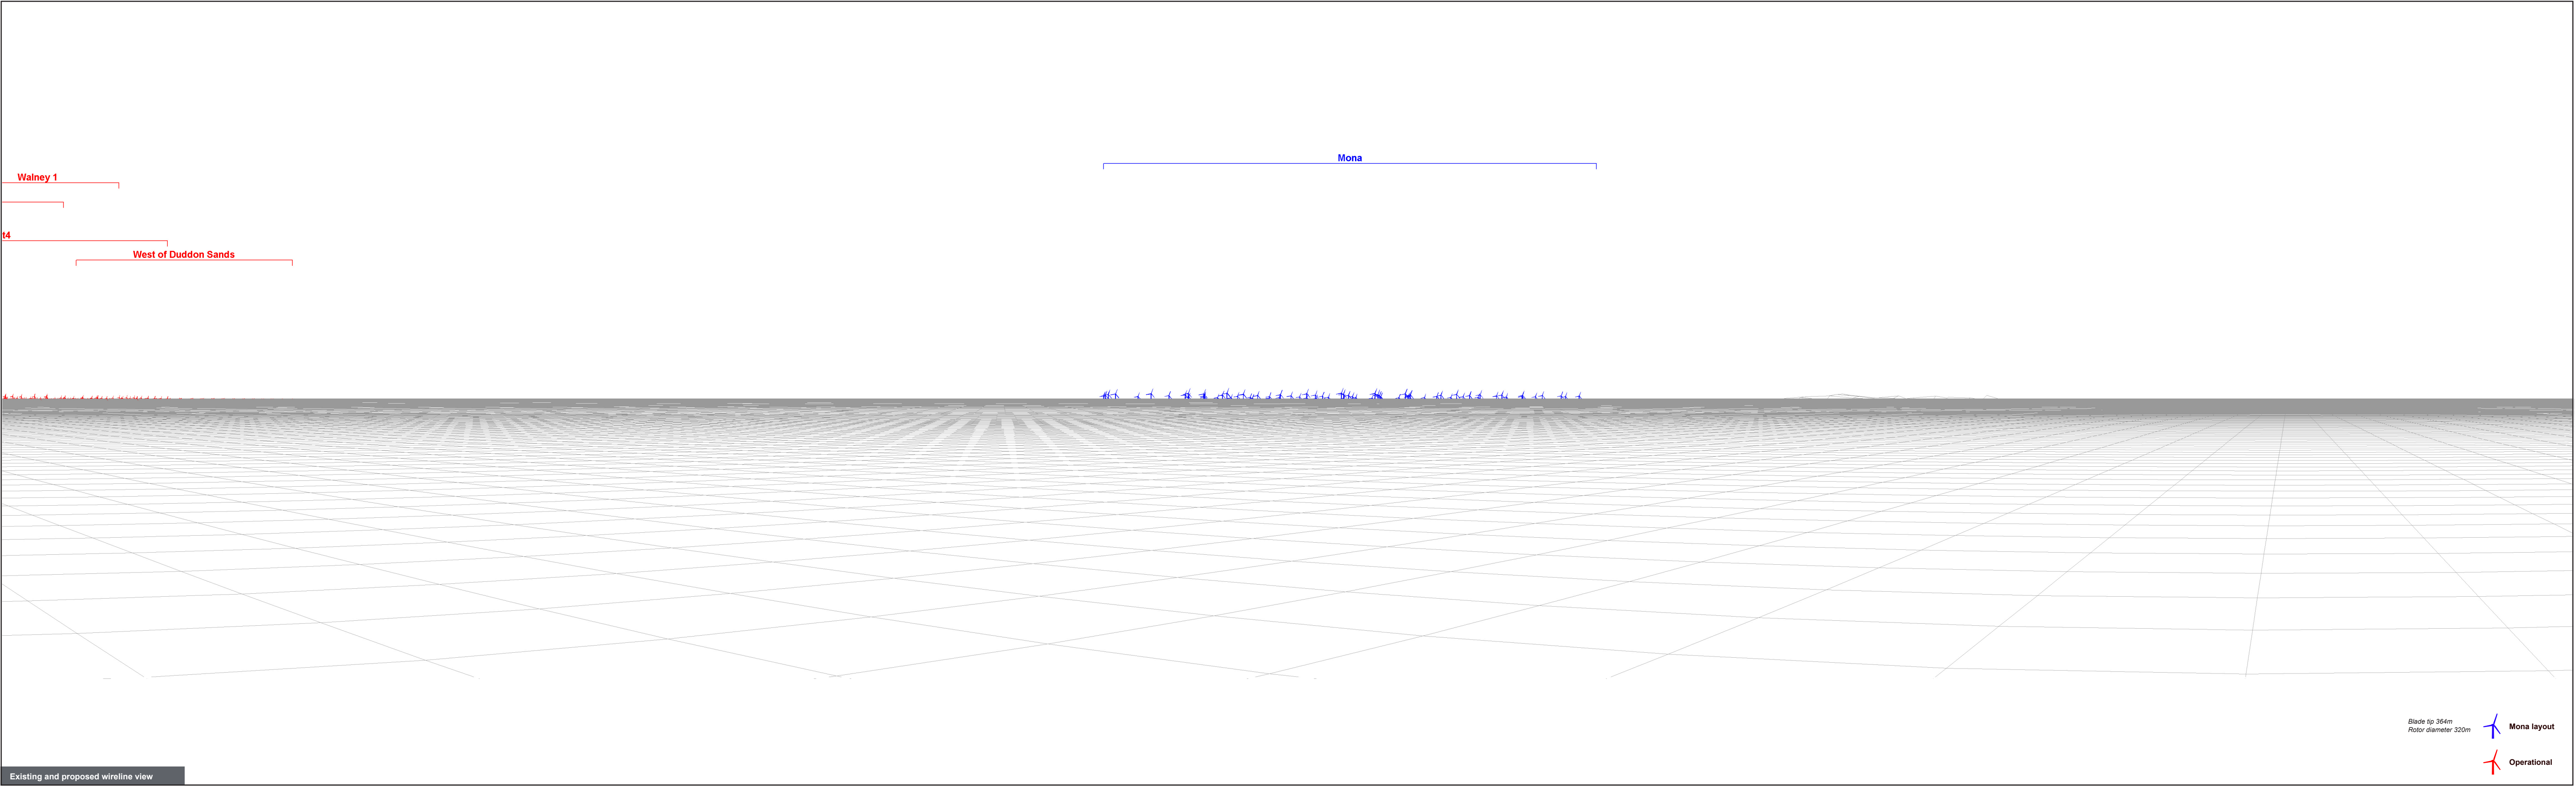 Mona
Walney 1
t4
West of Duddon Sands
Blade tip 364m
Rotor diameter 320m
Mona layout
Operational
Existing and proposed wireline view